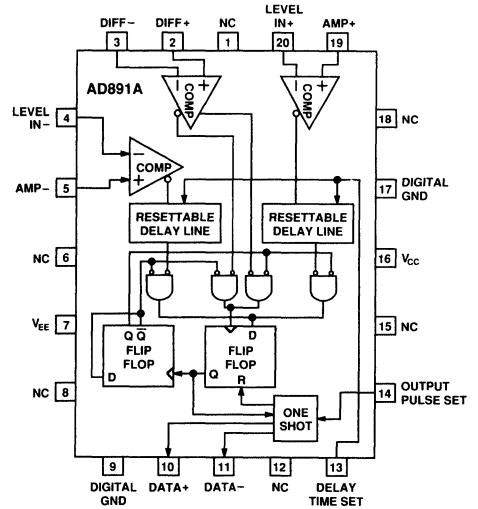 LEVEL
DIFF- DIFF+ NC IN+ AMP+
3 2 1 20 19
AD891A
- + - +
COMP COMP
LEVEL
IN- 4
18 NC
-
COMP
+
AMP- 5
17 DIGITAL
GND
RESETTABLE
DELAY LINE
RESETTABLE
DELAY LINE
NC 6
16 VCC
VEE 7
15 NC
Q Q̅
FLIP
FLOP
D
D
FLIP
FLOP
Q
R
NC 8
14 OUTPUT
PULSE SET
ONE
SHOT
9 10 11 12 13
DIGITAL
GND
DATA+ DATA- NC DELAY
TIME SET